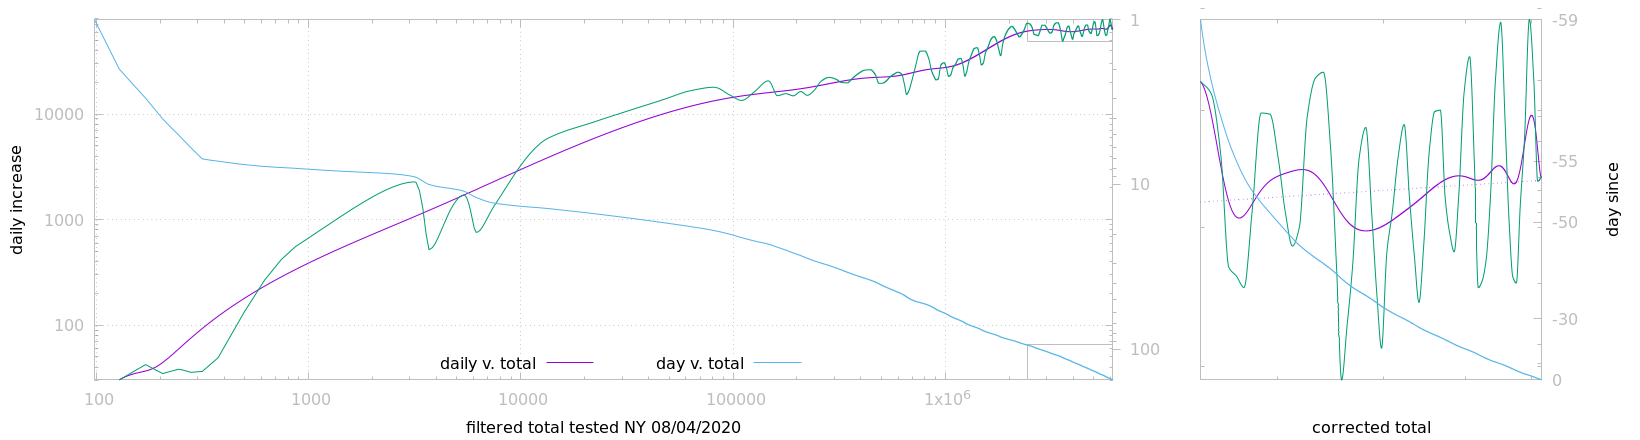 daily increase
10000
1000
100
100
1000
10000
100000
1x10^6
1
10
100
daily v. total
day v. total
filtered total tested NY 08/04/2020
-59
-55
-50
-30
0
day since
corrected total